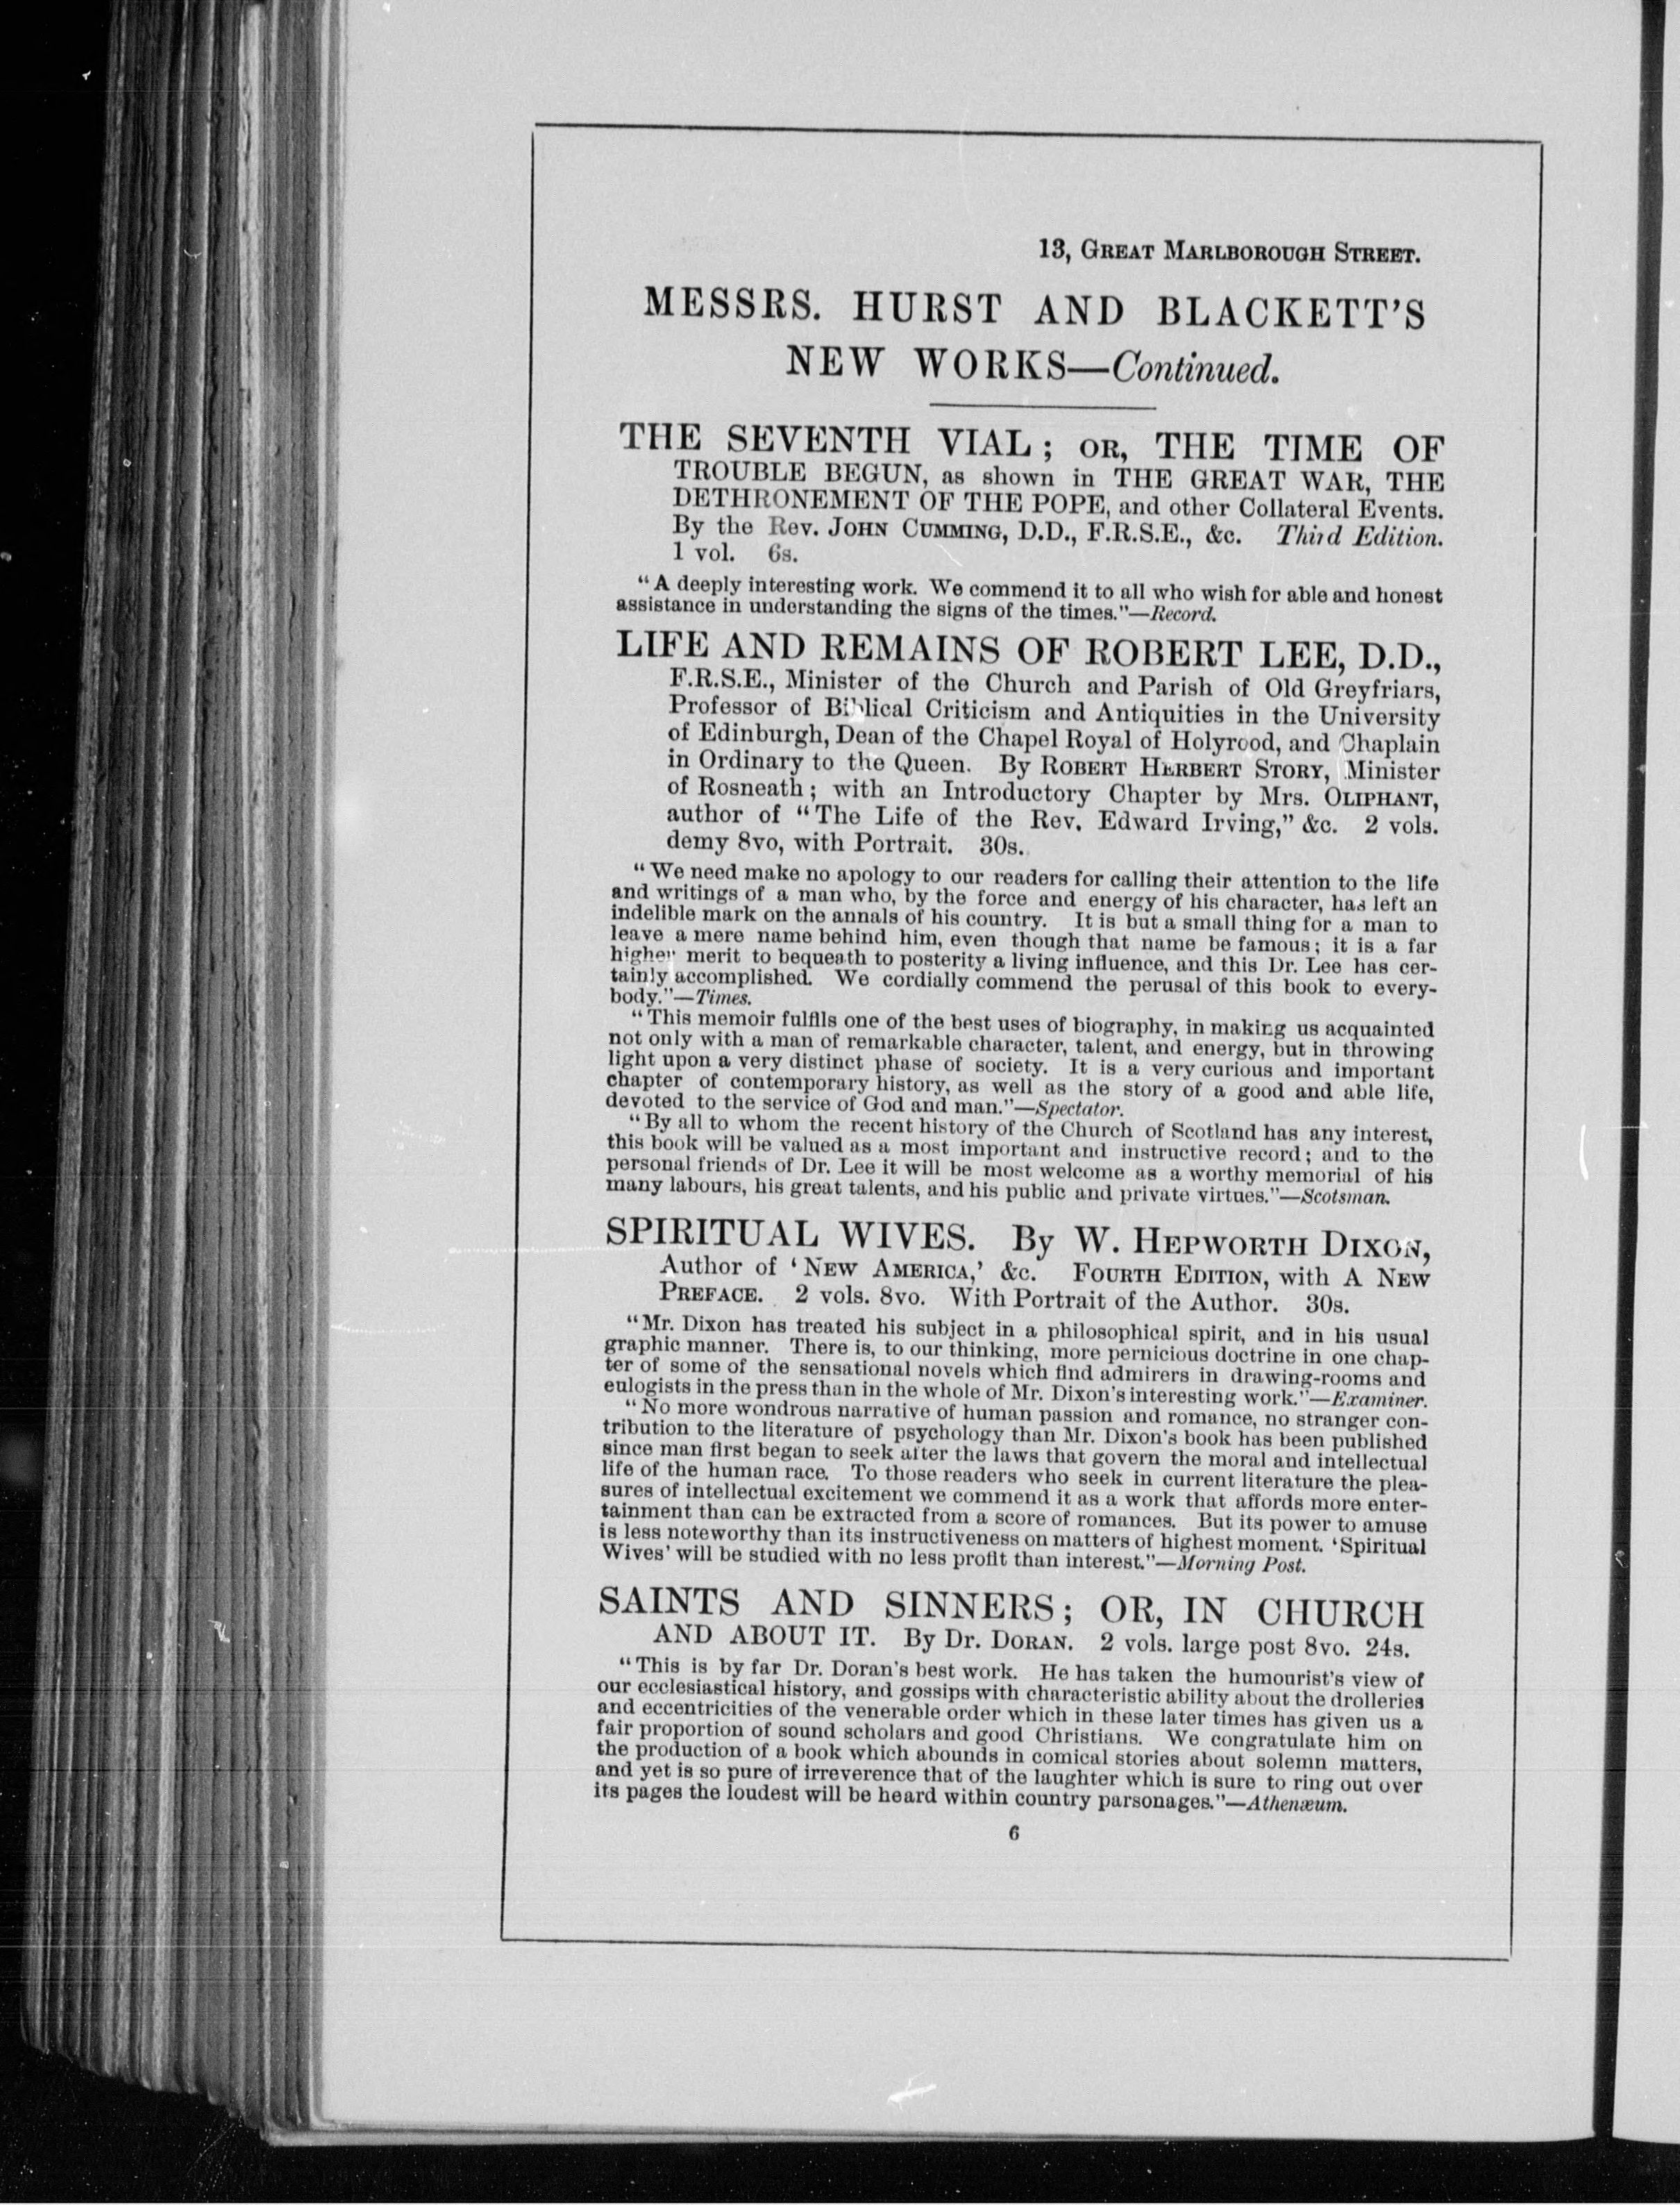 13, GREAT MARLBOROUGH STREET.
MESSRS. HURST AND BLACKETT'S
NEW WORKS—Continued.
THE SEVENTH VIAL; OR, THE TIME OF
TROUBLE BEGUN, as shown in THE GREAT WAR, THE
DETHRONEMENT OF THE POPE, and other Collateral Events.
By the Rev. JOHN CUMMING, D.D., F.R.S.E., &c. Third Edition.
1 vol. 6s.
"A deeply interesting work. We commend it to all who wish for able and honest
assistance in understanding the signs of the times."—Record.
LIFE AND REMAINS OF ROBERT LEE, D.D.,
F.R.S.E., Minister of the Church and Parish of Old Greyfriars,
Professor of Biblical Criticism and Antiquities in the University
of Edinburgh, Dean of the Chapel Royal of Holyrood, and Chaplain
in Ordinary to the Queen. By ROBERT HERBERT STORY, Minister
of Rosneath; with an Introductory Chapter by Mrs. OLIPHANT,
author of "The Life of the Rev. Edward Irving," &c. 2 vols.
demy 8vo, with Portrait. 30s.
"We need make no apology to our readers for calling their attention to the life
and writings of a man who, by the force and energy of his character, has left an
indelible mark on the annals of his country. It is but a small thing for a man to
leave a mere name behind him, even though that name be famous; it is a far
higher merit to bequeath to posterity a living influence, and this Dr. Lee has cer-
tainly accomplished. We cordially commend the perusal of this book to every-
body."—Times.
"This memoir fulfils one of the best uses of biography, in making us acquainted
not only with a man of remarkable character, talent, and energy, but in throwing
light upon a very distinct phase of society. It is a very curious and important
chapter of contemporary history, as well as the story of a good and able life,
devoted to the service of God and man."—Spectator.
"By all to whom the recent history of the Church of Scotland has any interest,
this book will be valued as a most important and instructive record; and to the
personal friends of Dr. Lee it will be most welcome as a worthy memorial of his
many labours, his great talents, and his public and private virtues."—Scotsman.
SPIRITUAL WIVES. By W. HEPWORTH DIXON,
Author of 'NEW AMERICA,' &c. FOURTH EDITION, with A NEW
PREFACE. 2 vols. 8vo. With Portrait of the Author. 30s.
"Mr. Dixon has treated his subject in a philosophical spirit, and in his usual
graphic manner. There is, to our thinking, more pernicious doctrine in one chap-
ter of some of the sensational novels which find admirers in drawing-rooms and
eulogists in the press than in the whole of Mr. Dixon's interesting work."—Examiner.
"No more wondrous narrative of human passion and romance, no stranger con-
tribution to the literature of psychology than Mr. Dixon's book has been published
since man first began to seek after the laws that govern the moral and intellectual
life of the human race. To those readers who seek in current literature the plea-
sures of intellectual excitement we commend it as a work that affords more enter-
tainment than can be extracted from a score of romances. But its power to amuse
is less noteworthy than its instructiveness on matters of highest moment. 'Spiritual
Wives' will be studied with no less profit than interest."—Morning Post.
SAINTS AND SINNERS; OR, IN CHURCH
AND ABOUT IT. By Dr. DORAN. 2 vols. large post 8vo. 24s.
"This is by far Dr. Doran's best work. He has taken the humourist's view of
our ecclesiastical history, and gossips with characteristic ability about the drolleries
and eccentricities of the venerable order which in these later times has given us a
fair proportion of sound scholars and good Christians. We congratulate him on
the production of a book which abounds in comical stories about solemn matters,
and yet is so pure of irreverence that of the laughter which is sure to ring out over
its pages the loudest will be heard within country parsonages."—Athenæum.
6